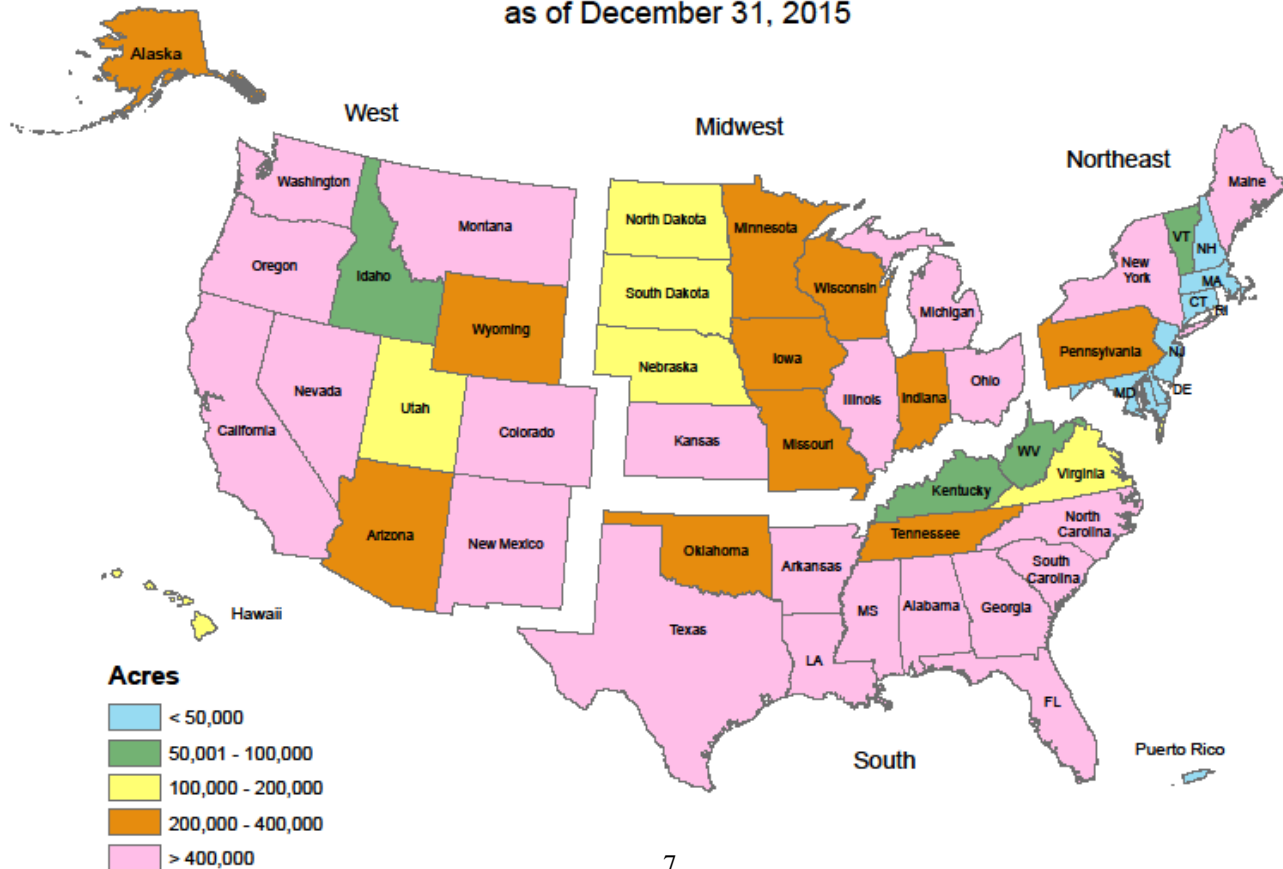 as of December 31, 2015
Alaska
West
Midwest
Northeast
Washington
Montana
Oregon
Idaho
Wyoming
Nevada
Utah
California
Colorado
Arizona
New Mexico
Hawaii
North Dakota
Minnesota
South Dakota
Wisconsin
Michigan
Nebraska
Iowa
Illinois
Indiana
Ohio
Kansas
Missouri
Maine
VT
NH
New
York
MA
CT
RI
Pennsylvania
NJ
MD
DE
WV
Kentucky
Virginia
Tennessee
North
Carolina
Oklahoma
Arkansas
South
Carolina
MS
Alabama
Georgia
Texas
LA
FL
South
Puerto Rico
Acres
< 50,000
50,001 - 100,000
100,000 - 200,000
200,000 - 400,000
> 400,000
7